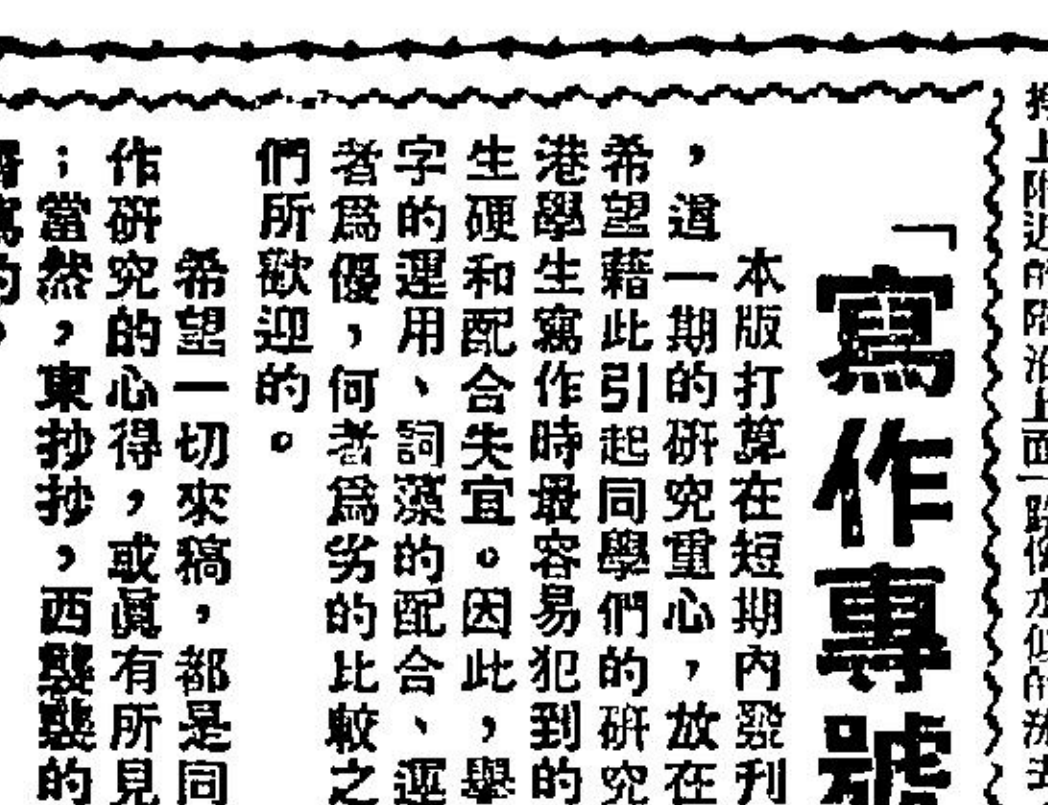 「寫作專號
本版打算在短期內發刋
，這一期的研究重心，放在
希望藉此引起同學們的研究
港學生寫作時最容易犯到的
生硬和配合失宜。因此，舉
字的運用、詞藻的配合、運
者爲優，何者爲劣的比較之
們所歡迎的。
希望一切來稿，都是同
作研究的心得，或眞有所見
；當然，東抄抄，西襲襲的